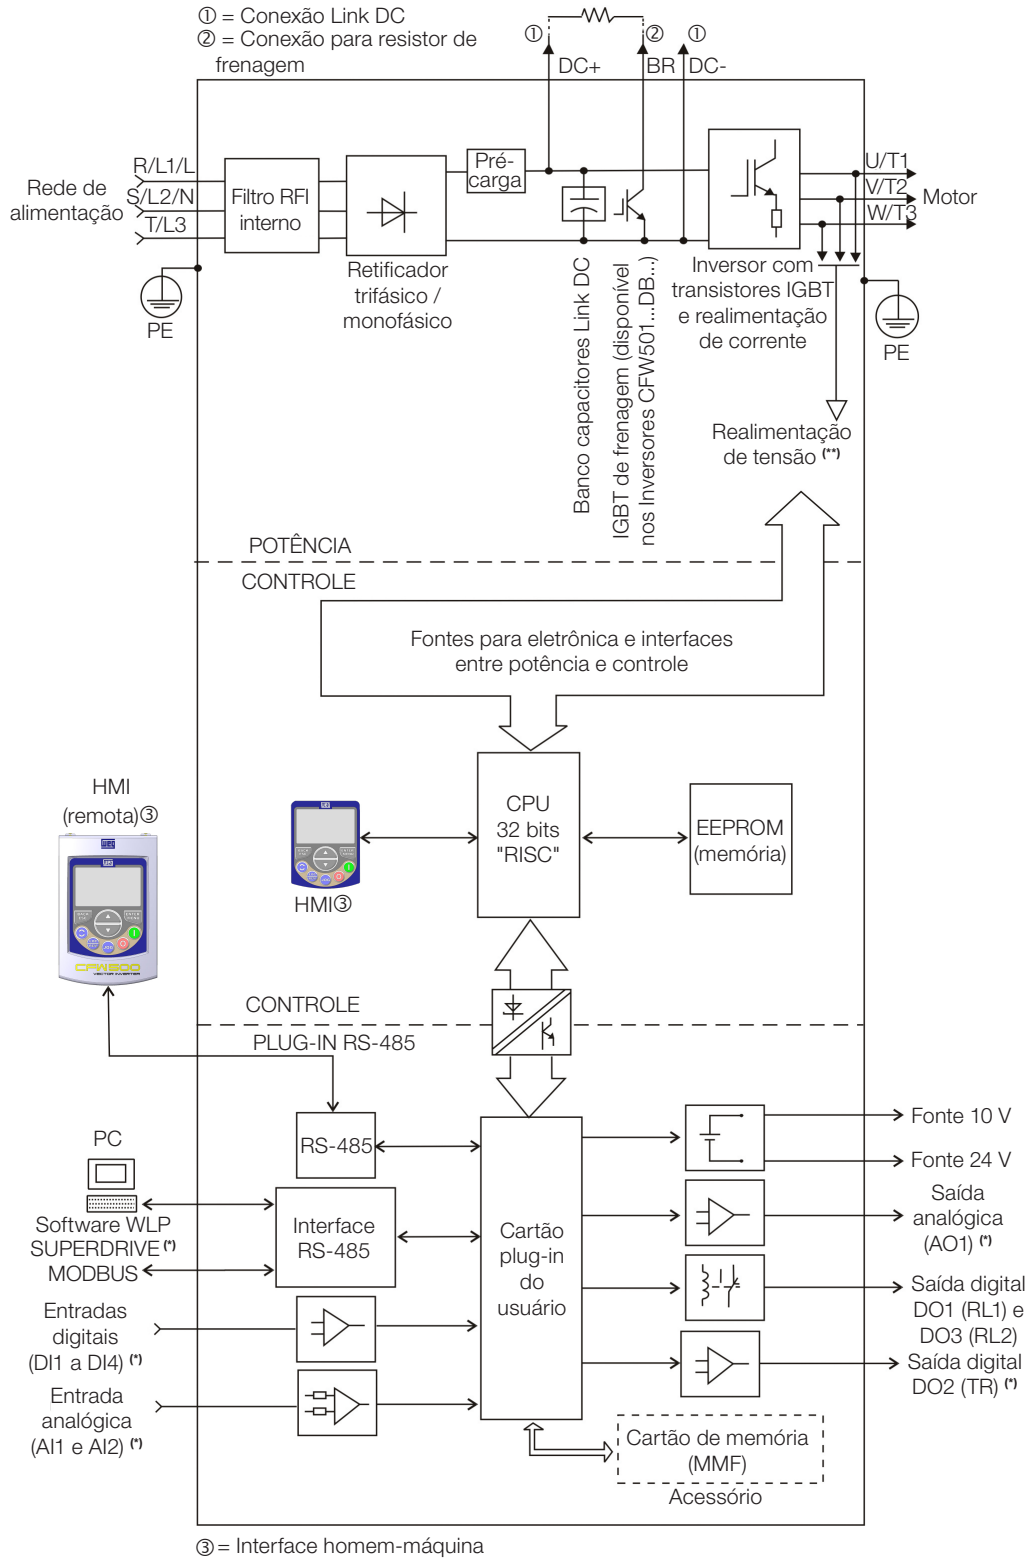 ① = Conexão Link DC
② = Conexão para resistor de
frenagem
①
②
①
DC+
BR
DC-
R/L1/L
S/L2/N
T/L3
Rede de
alimentação
Filtro RFI
interno
Pré-
carga
U/T1
V/T2
W/T3
Motor
PE
Retificador
trifásico /
monofásico
Banco capacitores Link DC
IGBT de frenagem (disponível
nos Inversores CFW501...DB...)
Inversor com
transistores IGBT
e realimentação
de corrente
PE
Realimentação
de tensão (**)
POTÊNCIA
CONTROLE
Fontes para eletrônica e interfaces
entre potência e controle
HMI
(remota)③
HMI③
CPU
32 bits
"RISC"
EEPROM
(memória)
CFW500
VECTOR INVERTER
CONTROLE
PLUG-IN RS-485
RS-485
PC
Software WLP
SUPERDRIVE (*)
MODBUS
Interface
RS-485
Entradas
digitais
(DI1 a DI4) (*)
Entrada
analógica
(AI1 e AI2) (*)
Cartão
plug-in
do
usuário
Fonte 10 V
Fonte 24 V
Saída
analógica
(AO1) (*)
Saída digital
DO1 (RL1) e
DO3 (RL2)
Saída digital
DO2 (TR) (*)
Cartão de memória
(MMF)
Acessório
③ = Interface homem-máquina